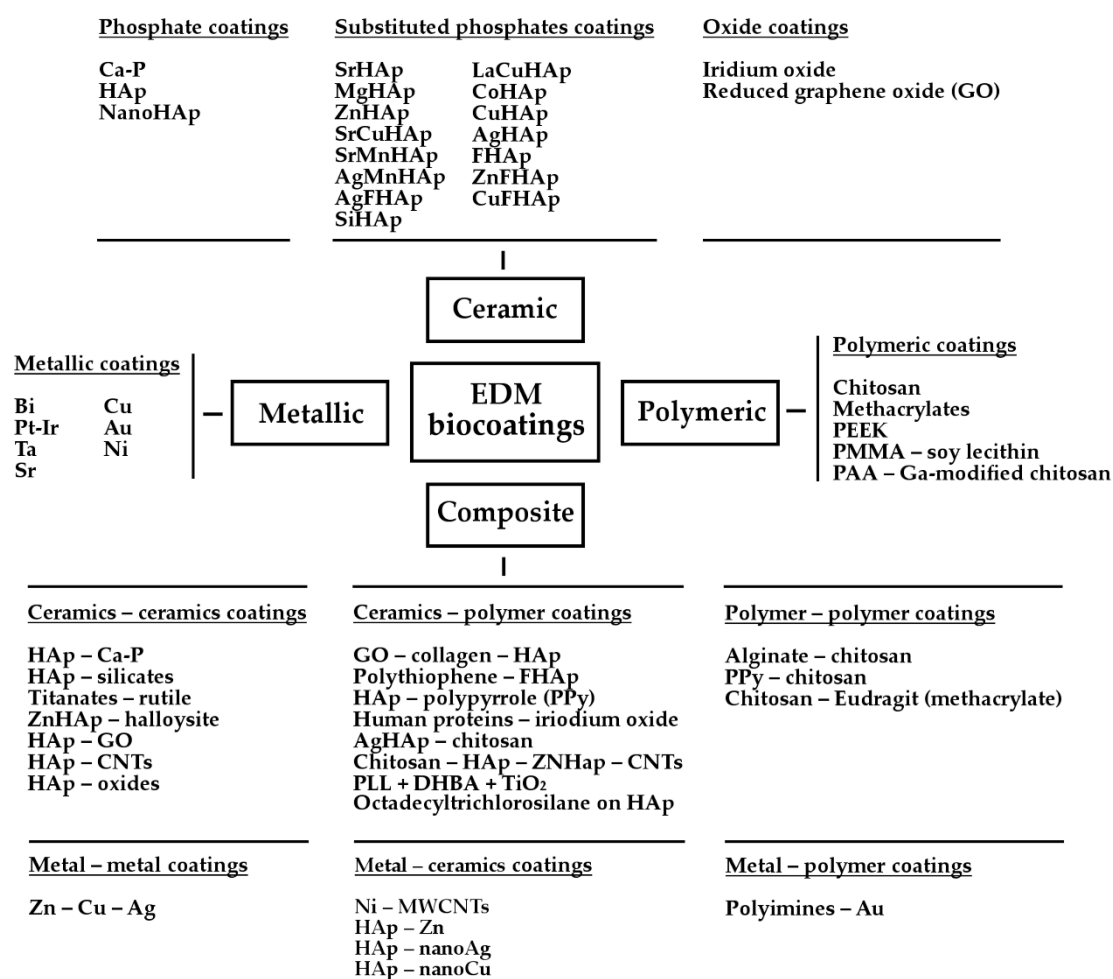 Phosphate coatings
Ca-P
HAp
NanoHAp
Substituted phosphates coatings
SrHAp
MgHAp
ZnHAp
SrCuHAp
SrMnHAp
AgMnHAp
AgFHAp
SiHAp
LaCuHAp
CoHAp
CuHAp
AgHAp
FHAp
ZnFHAp
CuFHAp
Oxide coatings
Iridium oxide
Reduced graphene oxide (GO)
Ceramic
Metallic coatings
Bi
Pt-Ir
Ta
Sr
Cu
Au
Ni
Metallic
EDM
biocoatings
Polymeric
Polymeric coatings
Chitosan
Methacrylates
PEEK
PMMA – soy lecithin
PAA – Ga-modified chitosan
Composite
Ceramics – ceramics coatings
HAp – Ca-P
HAp – silicates
Titanates – rutile
ZnHAp – halloysite
HAp – GO
HAp – CNTs
HAp – oxides
Ceramics – polymer coatings
GO – collagen – HAp
Polythiophene – FHAp
HAp – polypyrrole (PPy)
Human proteins – iriodium oxide
AgHAp – chitosan
Chitosan – HAp – ZNHap – CNTs
PLL + DHBA + TiO₂
Octadecyltrichlorosilane on HAp
Polymer – polymer coatings
Alginate – chitosan
PPy – chitosan
Chitosan – Eudragit (methacrylate)
Metal – metal coatings
Zn – Cu – Ag
Metal – ceramics coatings
Ni – MWCNTs
HAp – Zn
HAp – nanoAg
HAp – nanoCu
Metal – polymer coatings
Polyimines – Au